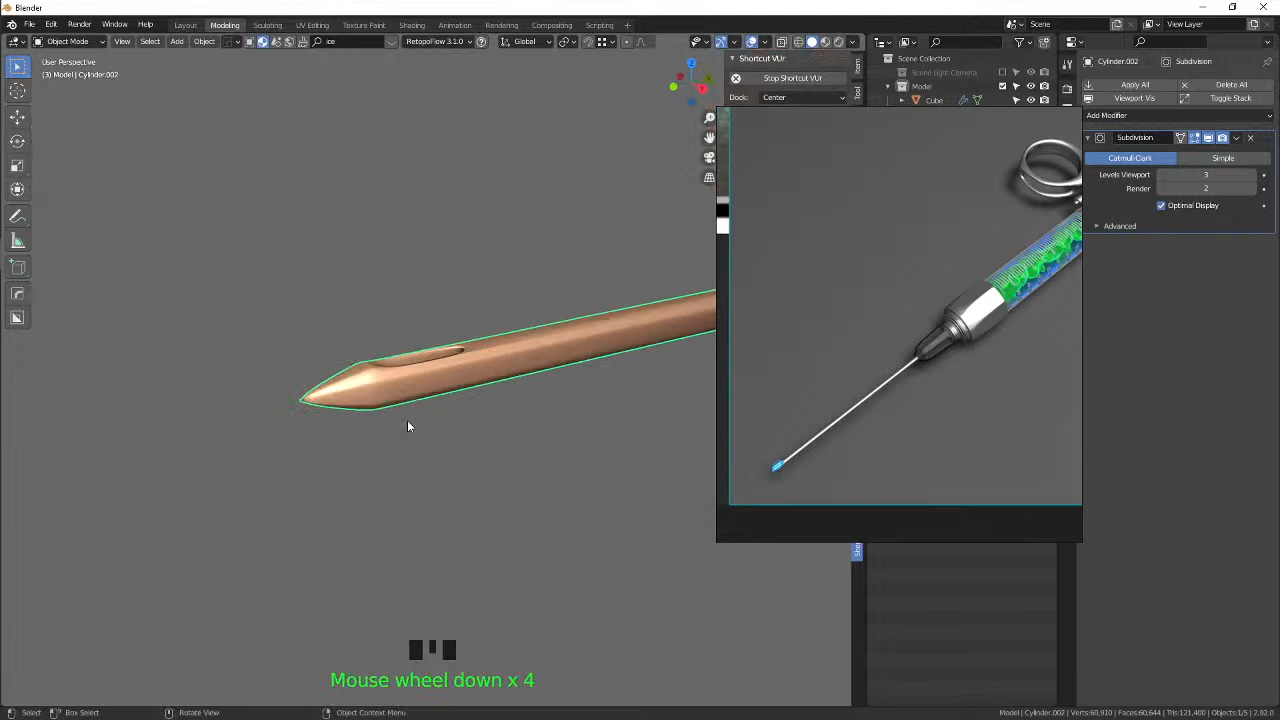 Blender
File Edit Render Window Help Layout Modeling Sculpting UV Editing Texture Paint Shading Animation Rendering Compositing Scripting Scene View Layer
Object Mode View Select Add Object ice RetopoFlow 3.1.0 Global
User Perspective
(3) Model | Cylinder.002
Shortcut VUr
Stop Shortcut VUr
Dock: Center
Item
Tool
Scene Collection
Scene Light Camera
Model
Cube
Cylinder.002 Subdivision
Apply All Delete All
Viewport Vis Toggle Stack
Add Modifier
Subdivision
Catmull-Clark Simple
Levels Viewport 3
Render 2
Optimal Display
Advanced
Mouse wheel down x 4
Select Box Select Rotate View Object Context Menu Model | Cylinder.002 | Verts:60,910 | Faces:60,644 | Tris:121,400 | Objects:1/5 | 2.92.0